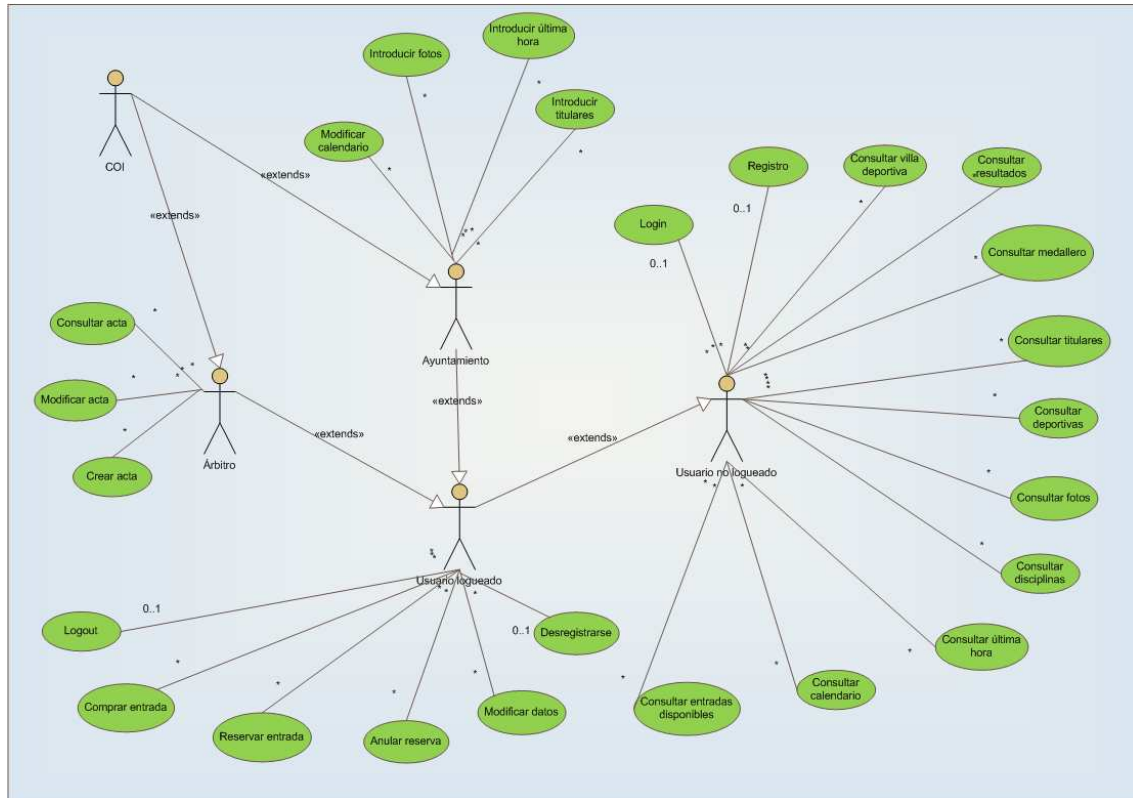 Introducir última
hora
Introducir fotos
*
*
Introducir
titulares
*
COI
Modificar
calendario
*
«extends»
Registro
0..1
Consultar villa
deportiva
*
Consultar
*resultados
«extends»
Login
0..1
***
*
Consultar medallero
*
Ayuntamiento
Consultar acta
*
Consultar titulares
*
Modificar acta
*
***
Árbitro
«extends»
«extends»
«extends»
Consultar
deportivas
*
Crear acta
*
Usuario no logueado
***
Consultar fotos
*
Usuario logueado
Consultar
disciplinas
*
Logout
0..1
Desregistrarse
0..1
Consultar última
hora
*
Comprar entrada
*
Reservar entrada
*
Anular reserva
*
Modificar datos
*
Consultar entradas
disponibles
*
Consultar
calendario
*